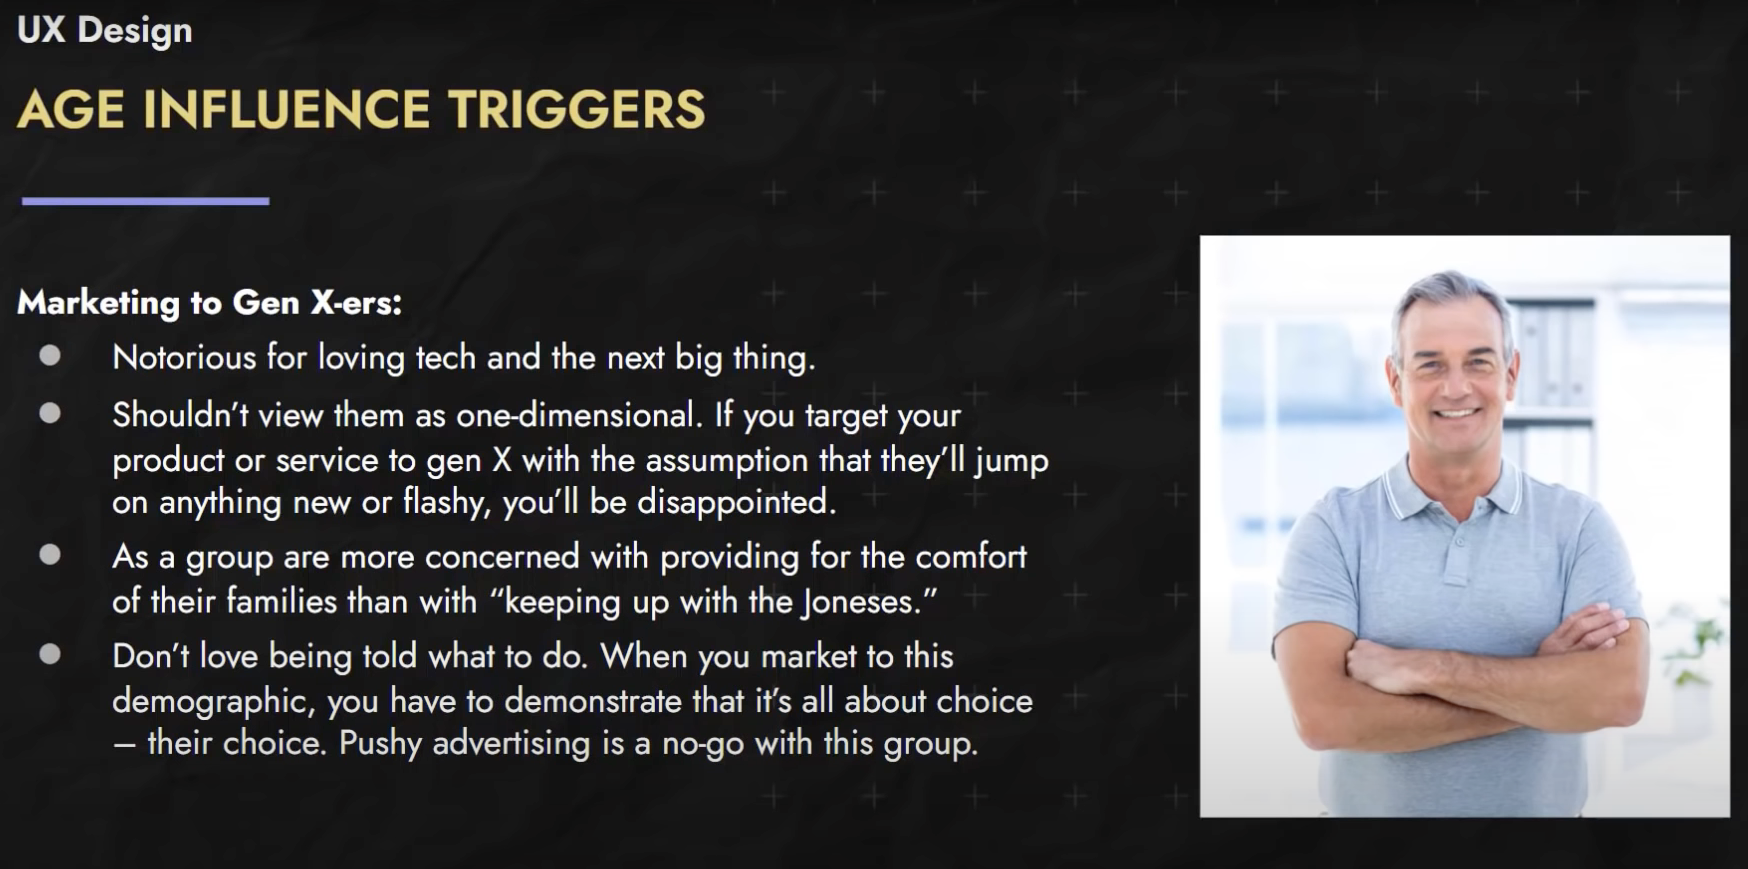 UX Design
AGE INFLUENCE TRIGGERS
Marketing to Gen X-ers:
● Notorious for loving tech and the next big thing.
● Shouldn’t view them as one-dimensional. If you target your
product or service to gen X with the assumption that they’ll jump
on anything new or flashy, you’ll be disappointed.
● As a group are more concerned with providing for the comfort
of their families than with “keeping up with the Joneses.”
● Don’t love being told what to do. When you market to this
demographic, you have to demonstrate that it’s all about choice
– their choice. Pushy advertising is a no-go with this group.